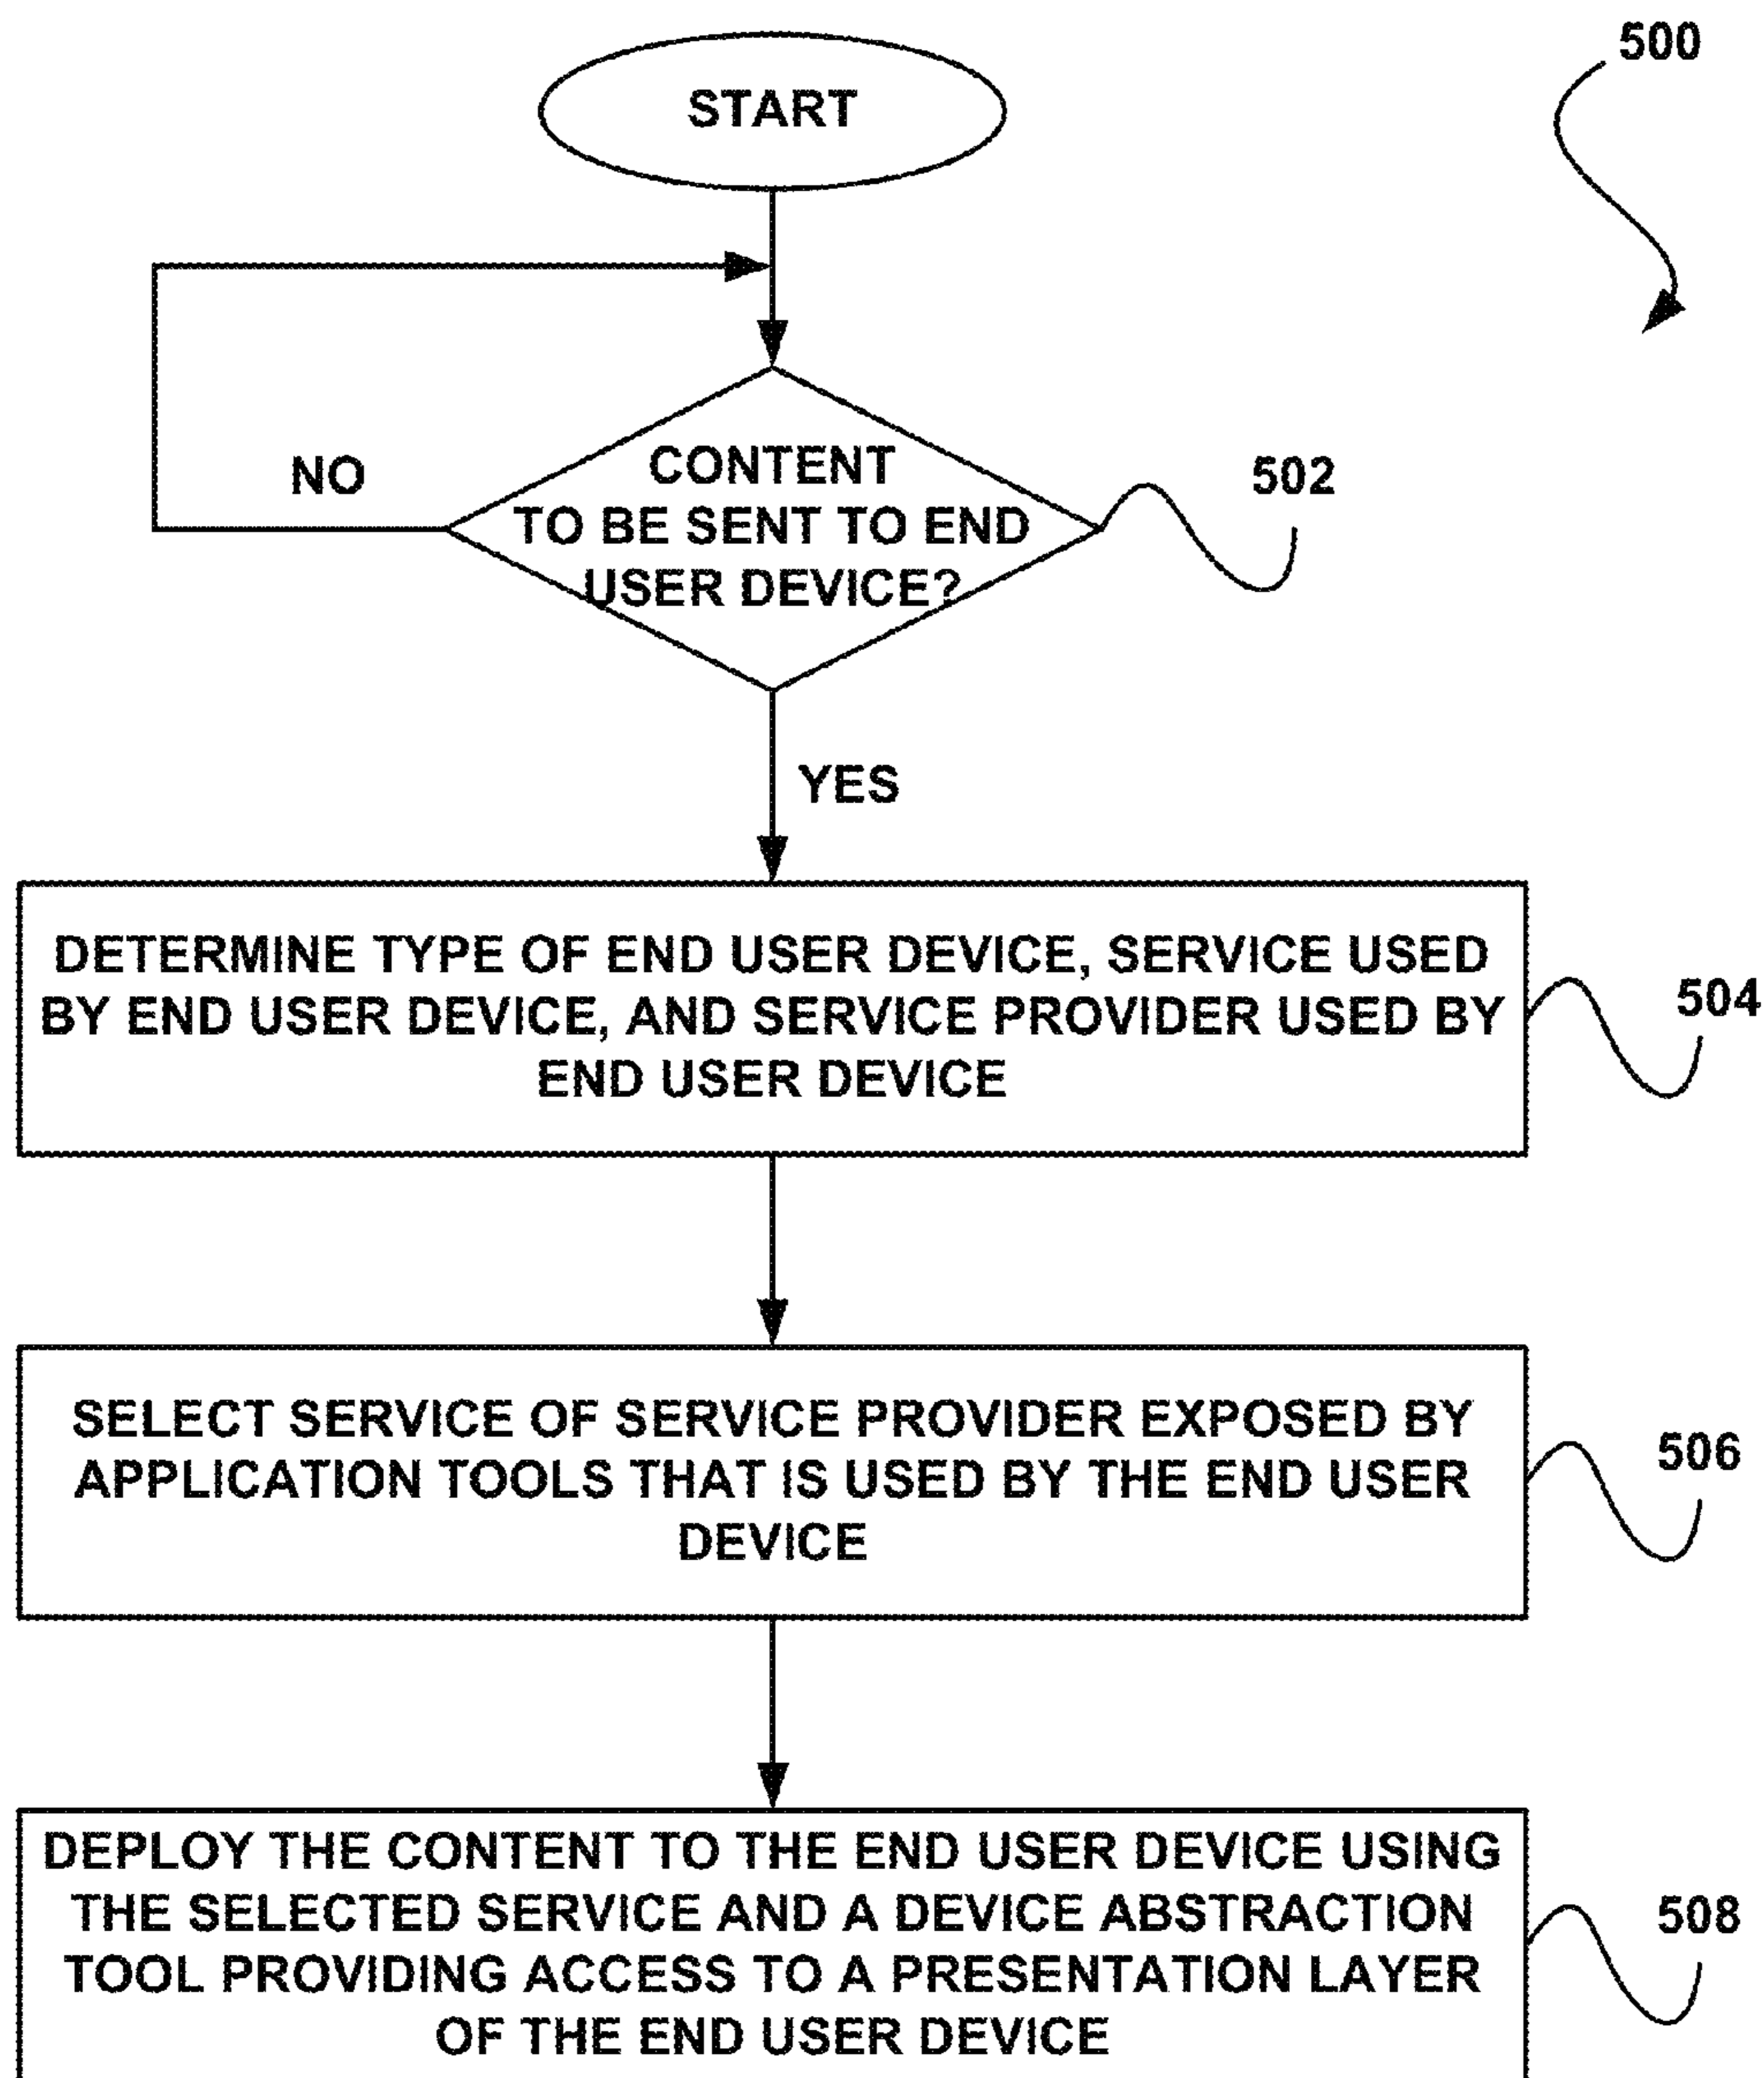 500
START
NO
CONTENT
TO BE SENT TO END
USER DEVICE?
502
YES
DETERMINE TYPE OF END USER DEVICE, SERVICE USED
BY END USER DEVICE, AND SERVICE PROVIDER USED BY
END USER DEVICE
504
SELECT SERVICE OF SERVICE PROVIDER EXPOSED BY
APPLICATION TOOLS THAT IS USED BY THE END USER
DEVICE
506
DEPLOY THE CONTENT TO THE END USER DEVICE USING
THE SELECTED SERVICE AND A DEVICE ABSTRACTION
TOOL PROVIDING ACCESS TO A PRESENTATION LAYER
OF THE END USER DEVICE
508